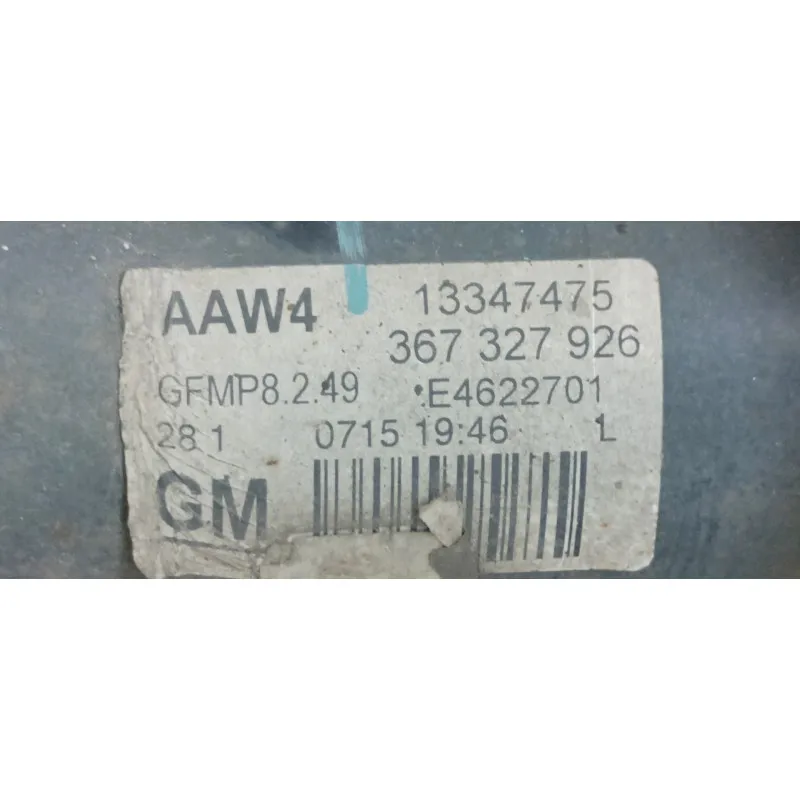 AAW4 13347475
367 327 926
GFMP8.2.49 E4622701
28 1 0715 19:46 L
GM